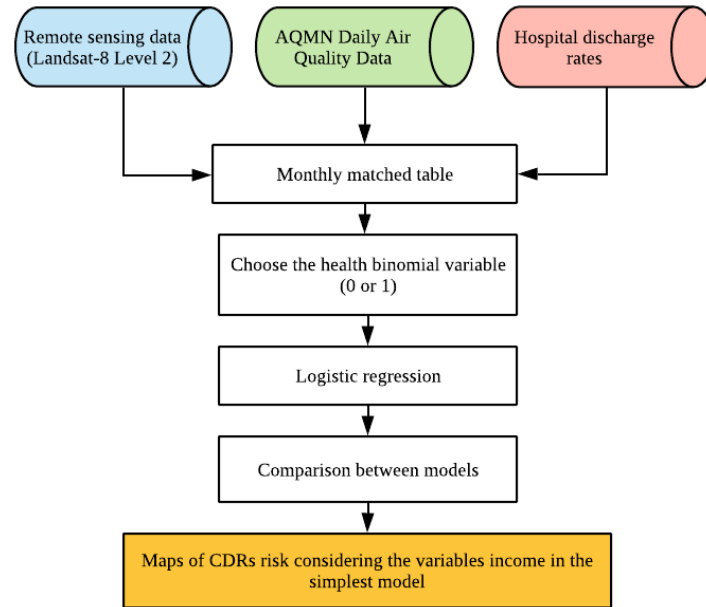 Remote sensing data
(Landsat-8 Level 2)
AQMN Daily Air
Quality Data
Hospital discharge
rates
Monthly matched table
Choose the health binomial variable
(0 or 1)
Logistic regression
Comparison between models
Maps of CDRs risk considering the variables income in the
simplest model